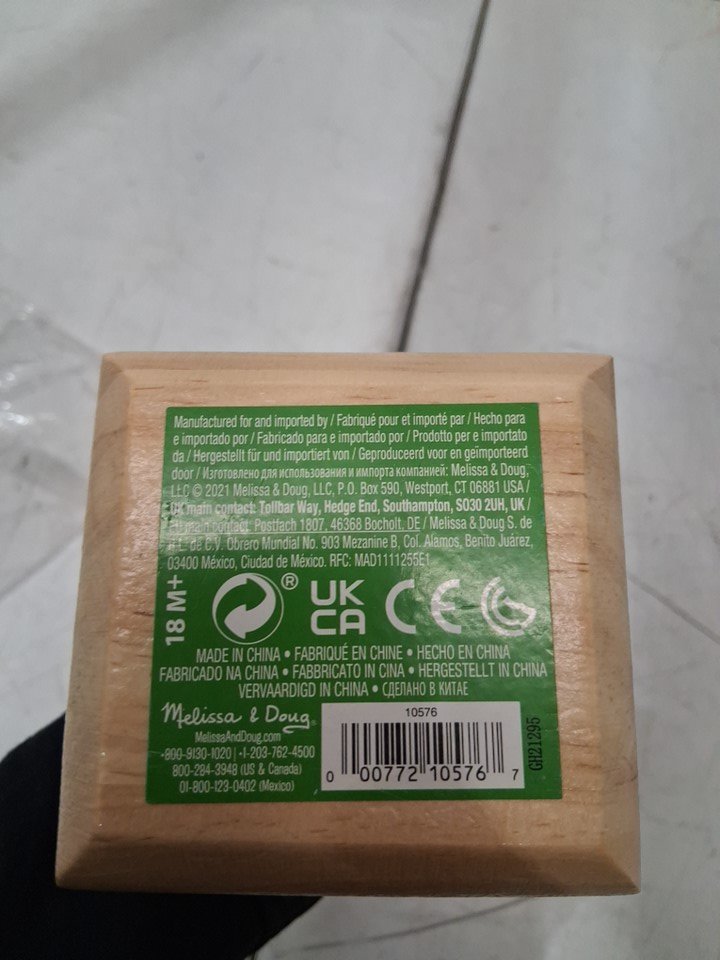 Manufactured for and imported by / Fabriqué pour et importé par / Hecho para
e importado por / Fabricado para e importado por / Prodotto per e importato
da / Hergestellt für und importiert von / Geproduceerd voor en geïmporteerd
door / Изготовлено для использования и импорта компанией: Melissa & Doug,
LLC © 2021 Melissa & Doug, LLC, P.O. Box 590, Westport, CT 06881 USA /
UK main contact: Tollbar Way, Hedge End, Southampton, SO30 2UH, UK /
main contact: Postfach 1807, 46368 Bocholt. DE / Melissa & Doug S. de
R.L. de C.V. Obrero Mundial No. 903 Mezanine B, Col. Alamos, Benito Juárez,
03400 México, Ciudad de México. RFC: MAD1111255E1
18 M+
®
UK
CA
CE
MADE IN CHINA • FABRIQUÉ EN CHINE • HECHO EN CHINA
FABRICADO NA CHINA • FABBRICATO IN CINA • HERGESTELLT IN CHINA
VERVAARDIGD IN CHINA • СДЕЛАНО В КИТАЕ
Melissa & Doug®
MelissaAndDoug.com
+800-9130-1020 | +1-203-762-4500
800-284-3948 (US & Canada)
01-800-123-0402 (Mexico)
10576
0 00772 10576 7
GH21295